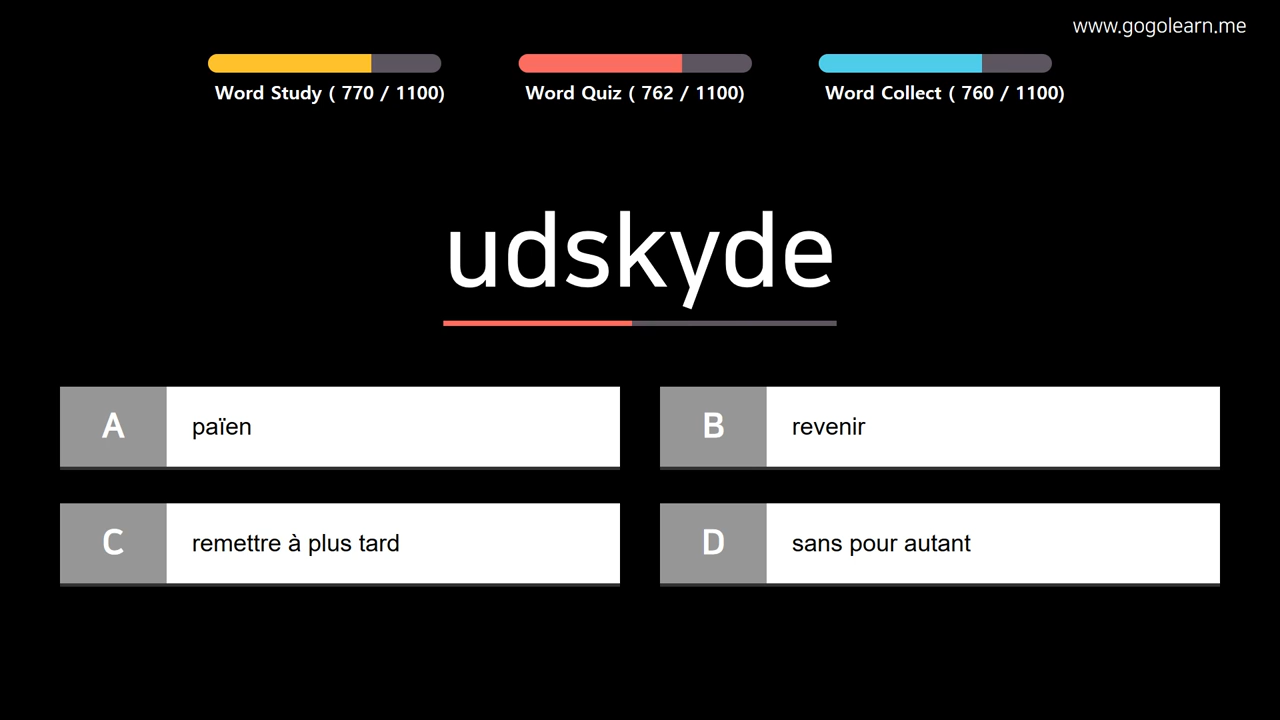 www.gogolearn.me
Word Study ( 770 / 1100)
Word Quiz ( 762 / 1100)
Word Collect ( 760 / 1100)
udskyde
A païen
B revenir
C remettre à plus tard
D sans pour autant